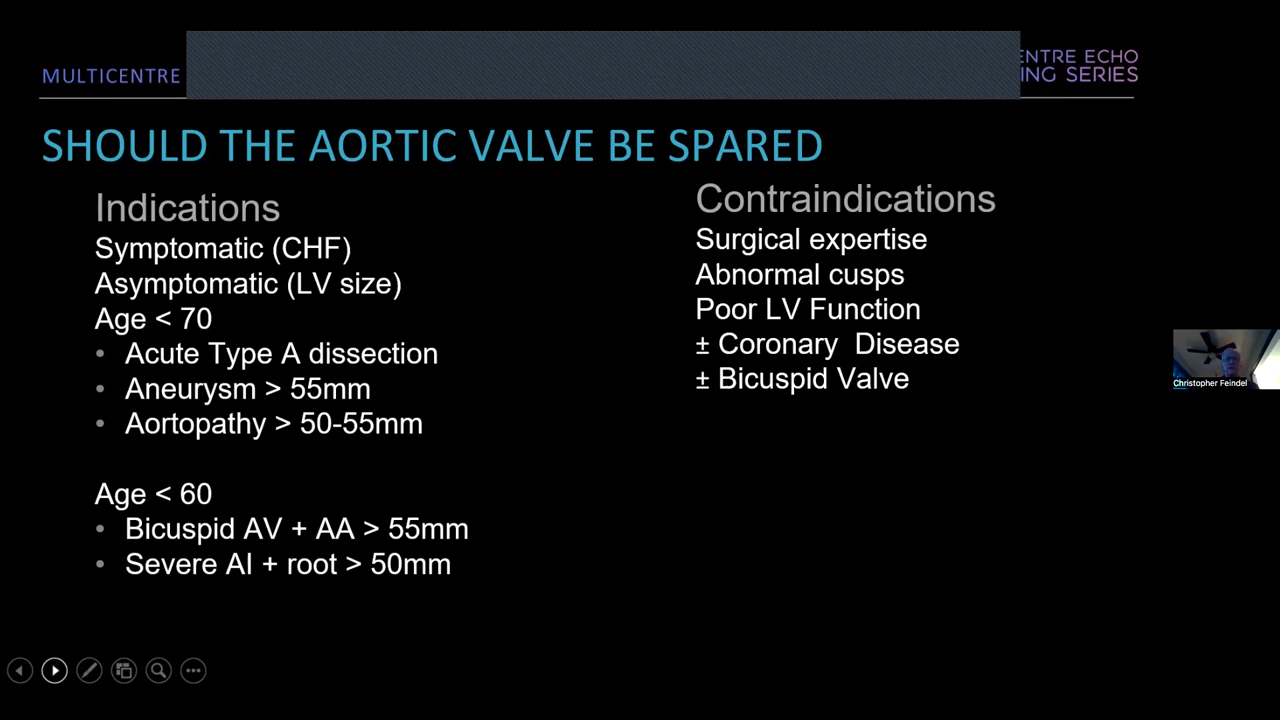 MULTICENTRE
ENTRE ECHO
ING SERIES
SHOULD THE AORTIC VALVE BE SPARED
Indications
Symptomatic (CHF)
Asymptomatic (LV size)
Age < 70
• Acute Type A dissection
• Aneurysm > 55mm
• Aortopathy > 50-55mm
Age < 60
• Bicuspid AV + AA > 55mm
• Severe AI + root > 50mm
Contraindications
Surgical expertise
Abnormal cusps
Poor LV Function
± Coronary Disease
± Bicuspid Valve
Christopher Feindel